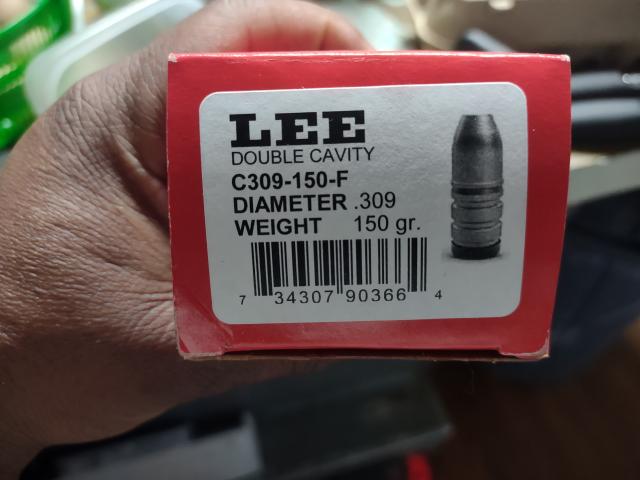 LEE
DOUBLE CAVITY
C309-150-F
DIAMETER .309
WEIGHT 150 gr.
7 34307 90366 4